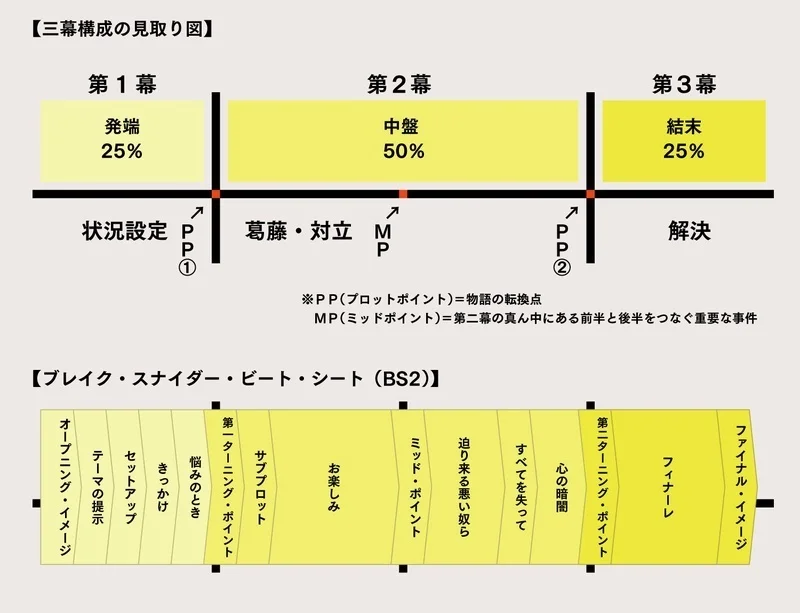 【三幕構成の見取り図】
第1幕
第2幕
第3幕
発端
25%
中盤
50%
結末
25%
状況設定
↗
PP①
葛藤・対立
↗
MP
↗
PP②
解決
※PP(プロットポイント)=物語の転換点
MP(ミッドポイント)=第二幕の真ん中にある前半と後半をつなぐ重要な事件
【ブレイク・スナイダー・ビート・シート(BS2)】
オープニング・イメージ
テーマの提示
セットアップ
きっかけ
悩みのとき
第一ターニング・ポイント
サブプロット
お楽しみ
ミッド・ポイント
迫り来る悪い奴ら
すべてを失って
心の暗闇
第二ターニング・ポイント
フィナーレ
ファイナル・イメージ